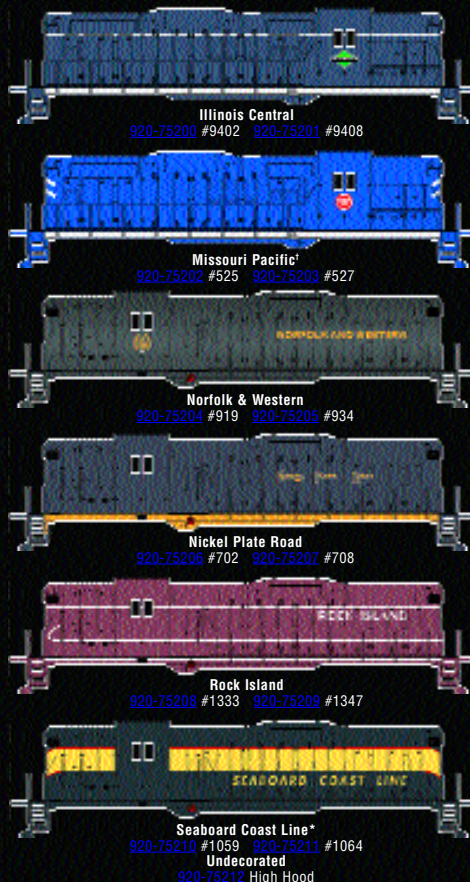 Illinois Central
920-75200 #9402 920-75201 #9408
Missouri Pacific†
920-75202 #525 920-75203 #527
NORFOLK AND WESTERN
Norfolk & Western
920-75204 #919 920-75205 #934
Nickel Plate Road
920-75206 #702 920-75207 #708
ROCK ISLAND
Rock Island
920-75208 #1333 920-75209 #1347
SEABOARD COAST LINE
Seaboard Coast Line*
920-75210 #1059 920-75211 #1064
Undecorated
920-75212 High Hood